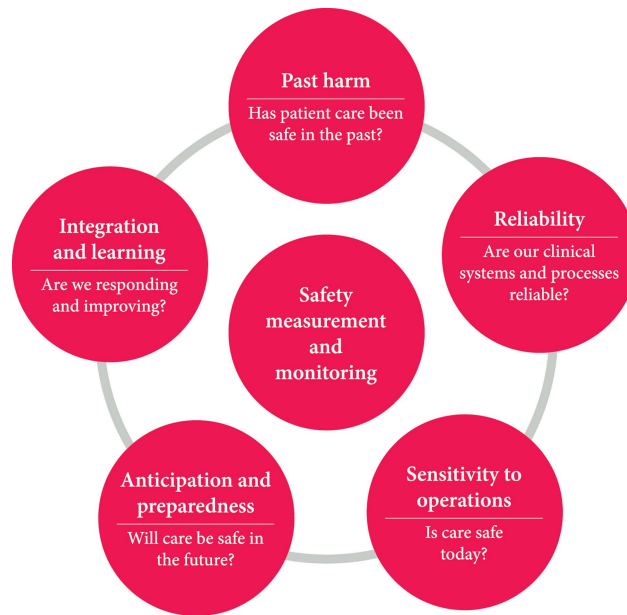 Past harm
Has patient care been
safe in the past?
Reliability
Are our clinical
systems and processes
reliable?
Sensitivity to
operations
Is care safe
today?
Anticipation and
preparedness
Will care be safe in
the future?
Integration
and learning
Are we responding
and improving?
Safety
measurement
and
monitoring